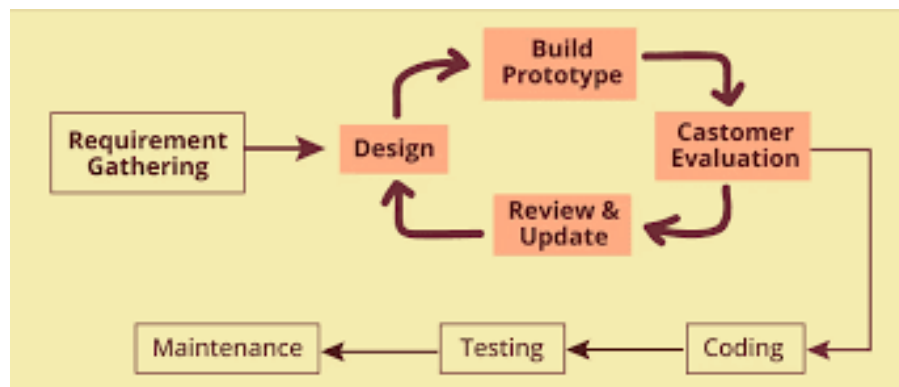 Build
Prototype
Requirement
Gathering
Design
Castomer
Evaluation
Review &
Update
Maintenance
Testing
Coding